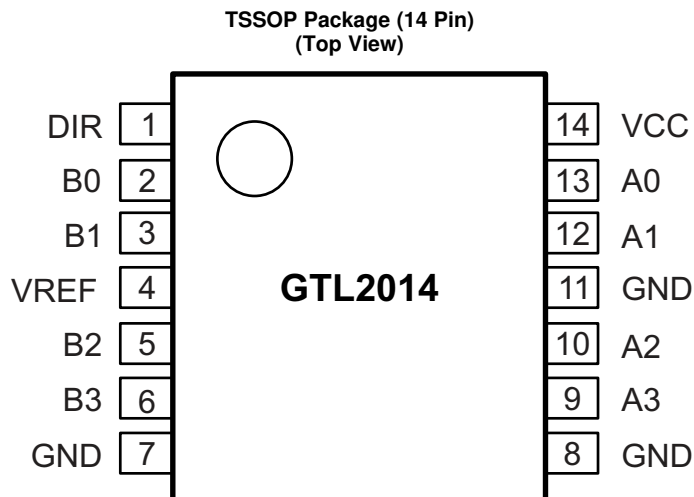 TSSOP Package (14 Pin)
(Top View)
DIR 1 14 VCC
B0 2 13 A0
B1 3 12 A1
VREF 4 GTL2014 11 GND
B2 5 10 A2
B3 6 9 A3
GND 7 8 GND